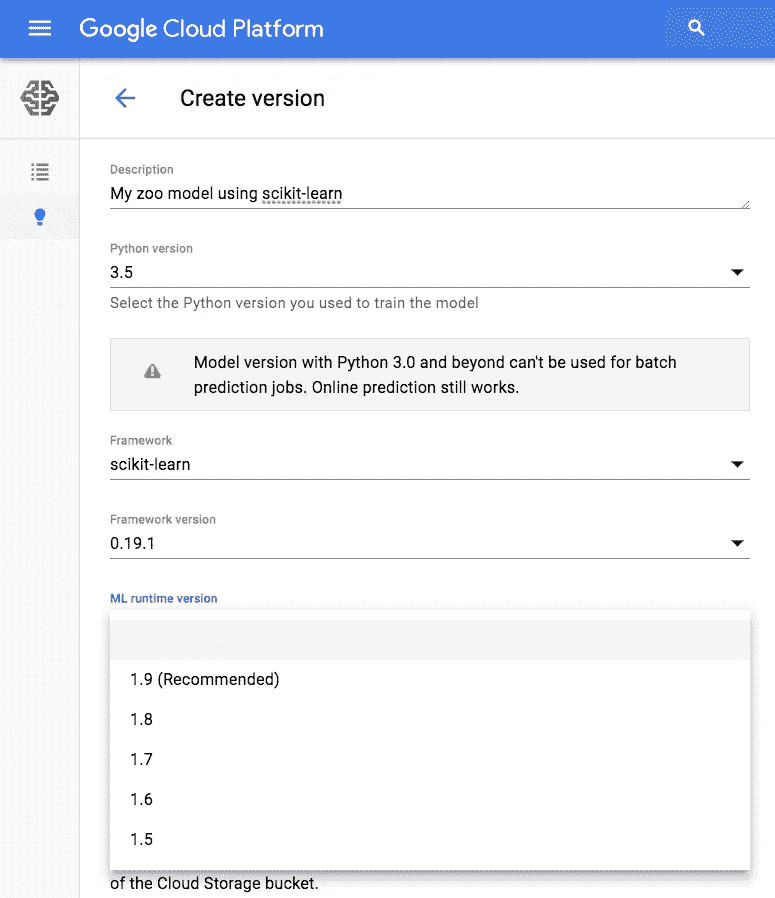 Google Cloud Platform
Create version
Description
My zoo model using scikit-learn
Python version
3.5
Select the Python version you used to train the model
Model version with Python 3.0 and beyond can't be used for batch
prediction jobs. Online prediction still works.
Framework
scikit-learn
Framework version
0.19.1
ML runtime version
1.9 (Recommended)
1.8
1.7
1.6
1.5
of the Cloud Storage bucket.